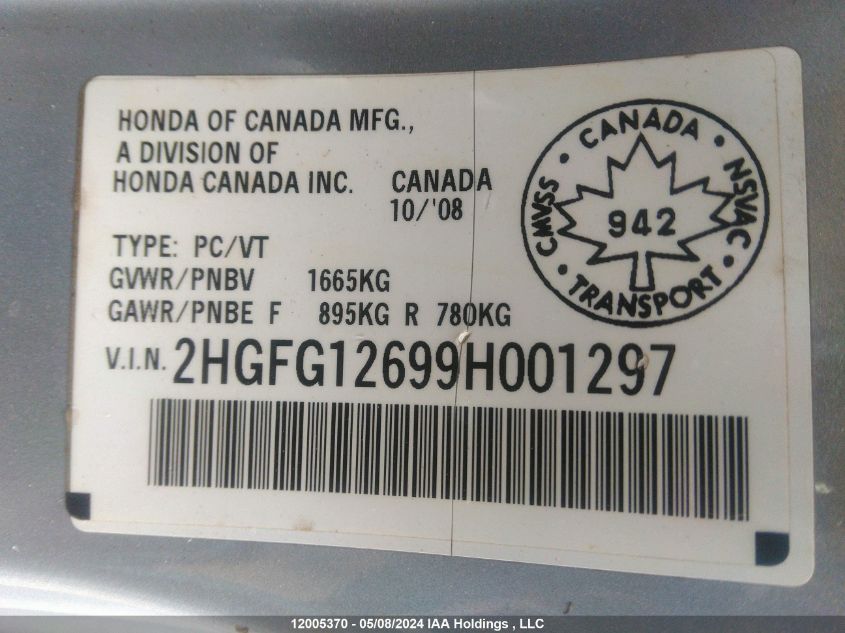 HONDA OF CANADA MFG.,
A DIVISION OF
HONDA CANADA INC. CANADA
10/'08
TYPE: PC/VT
GVWR/PNBV 1665KG
GAWR/PNBE F 895KG R 780KG
V.I.N. 2HGFG12699H001297
CMVSS • CANADA • NSVAC • TRANSPORT •
942
12005370 - 05/08/2024 IAA Holdings , LLC